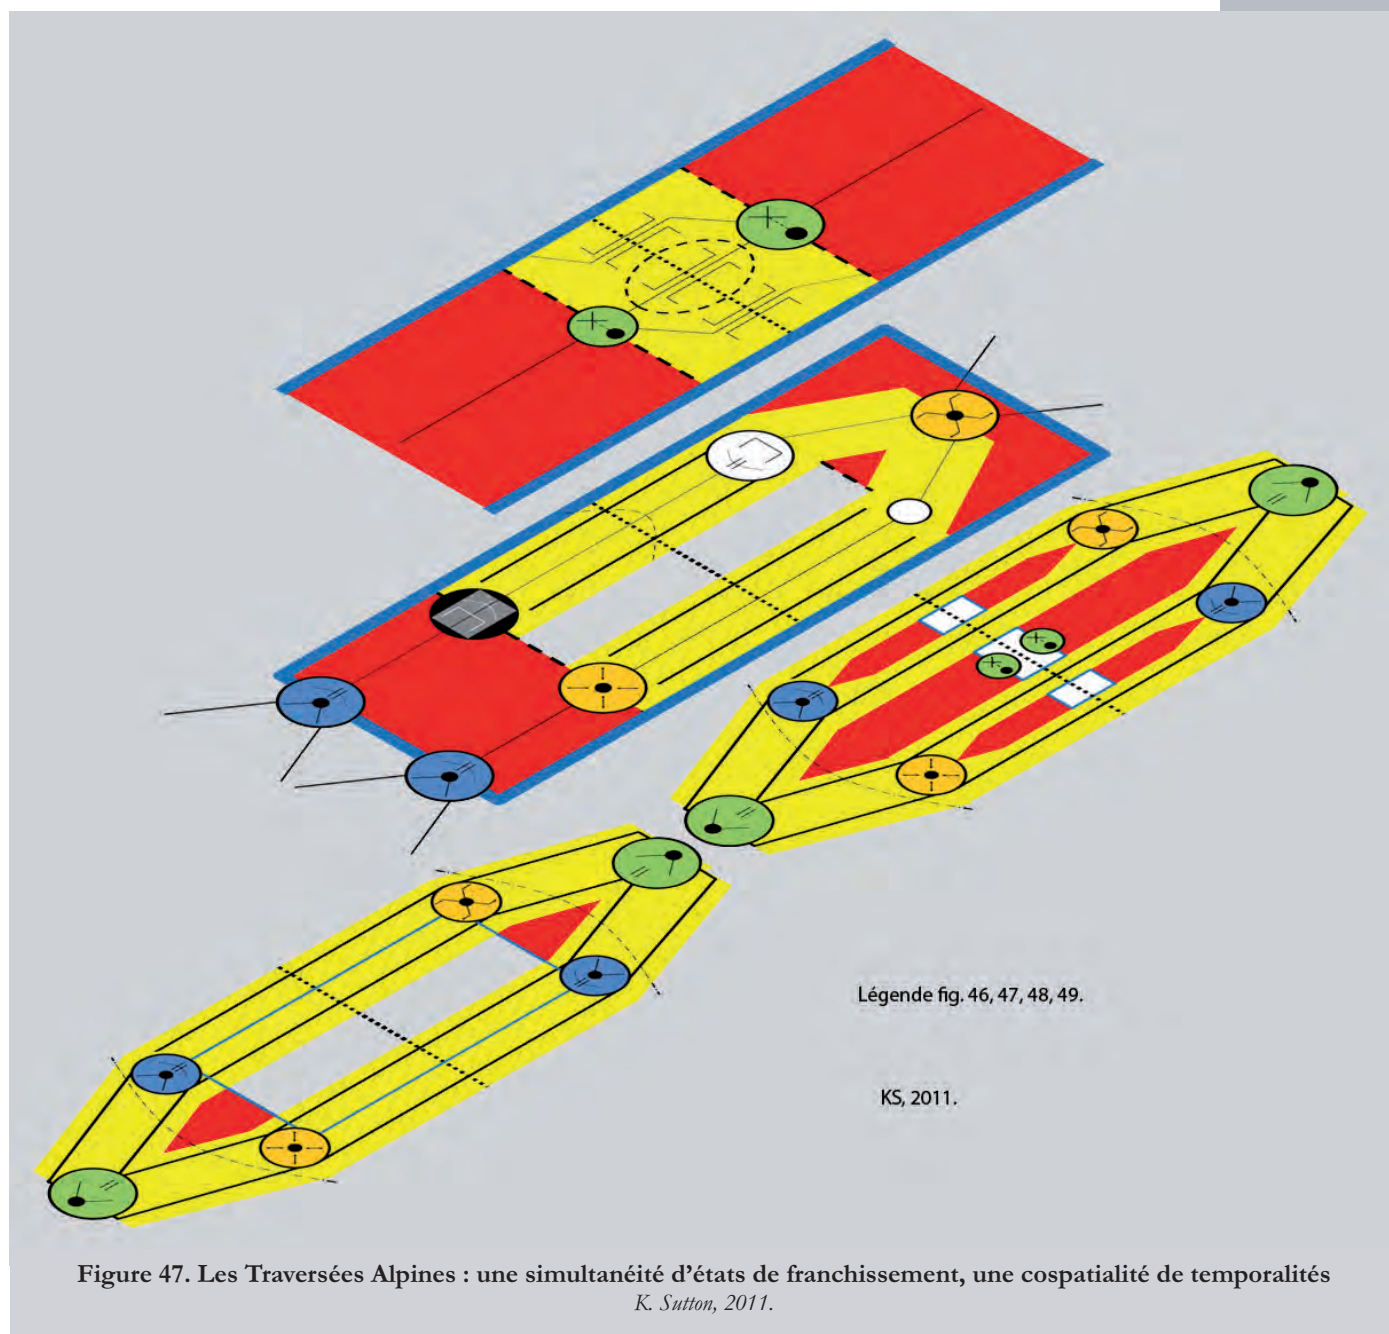 Légende fig. 46, 47, 48, 49.
KS, 2011.
Figure 47. Les Traversées Alpines : une simultanéité d'états de franchissement, une cospatialité de temporalités
K. Sutton, 2011.